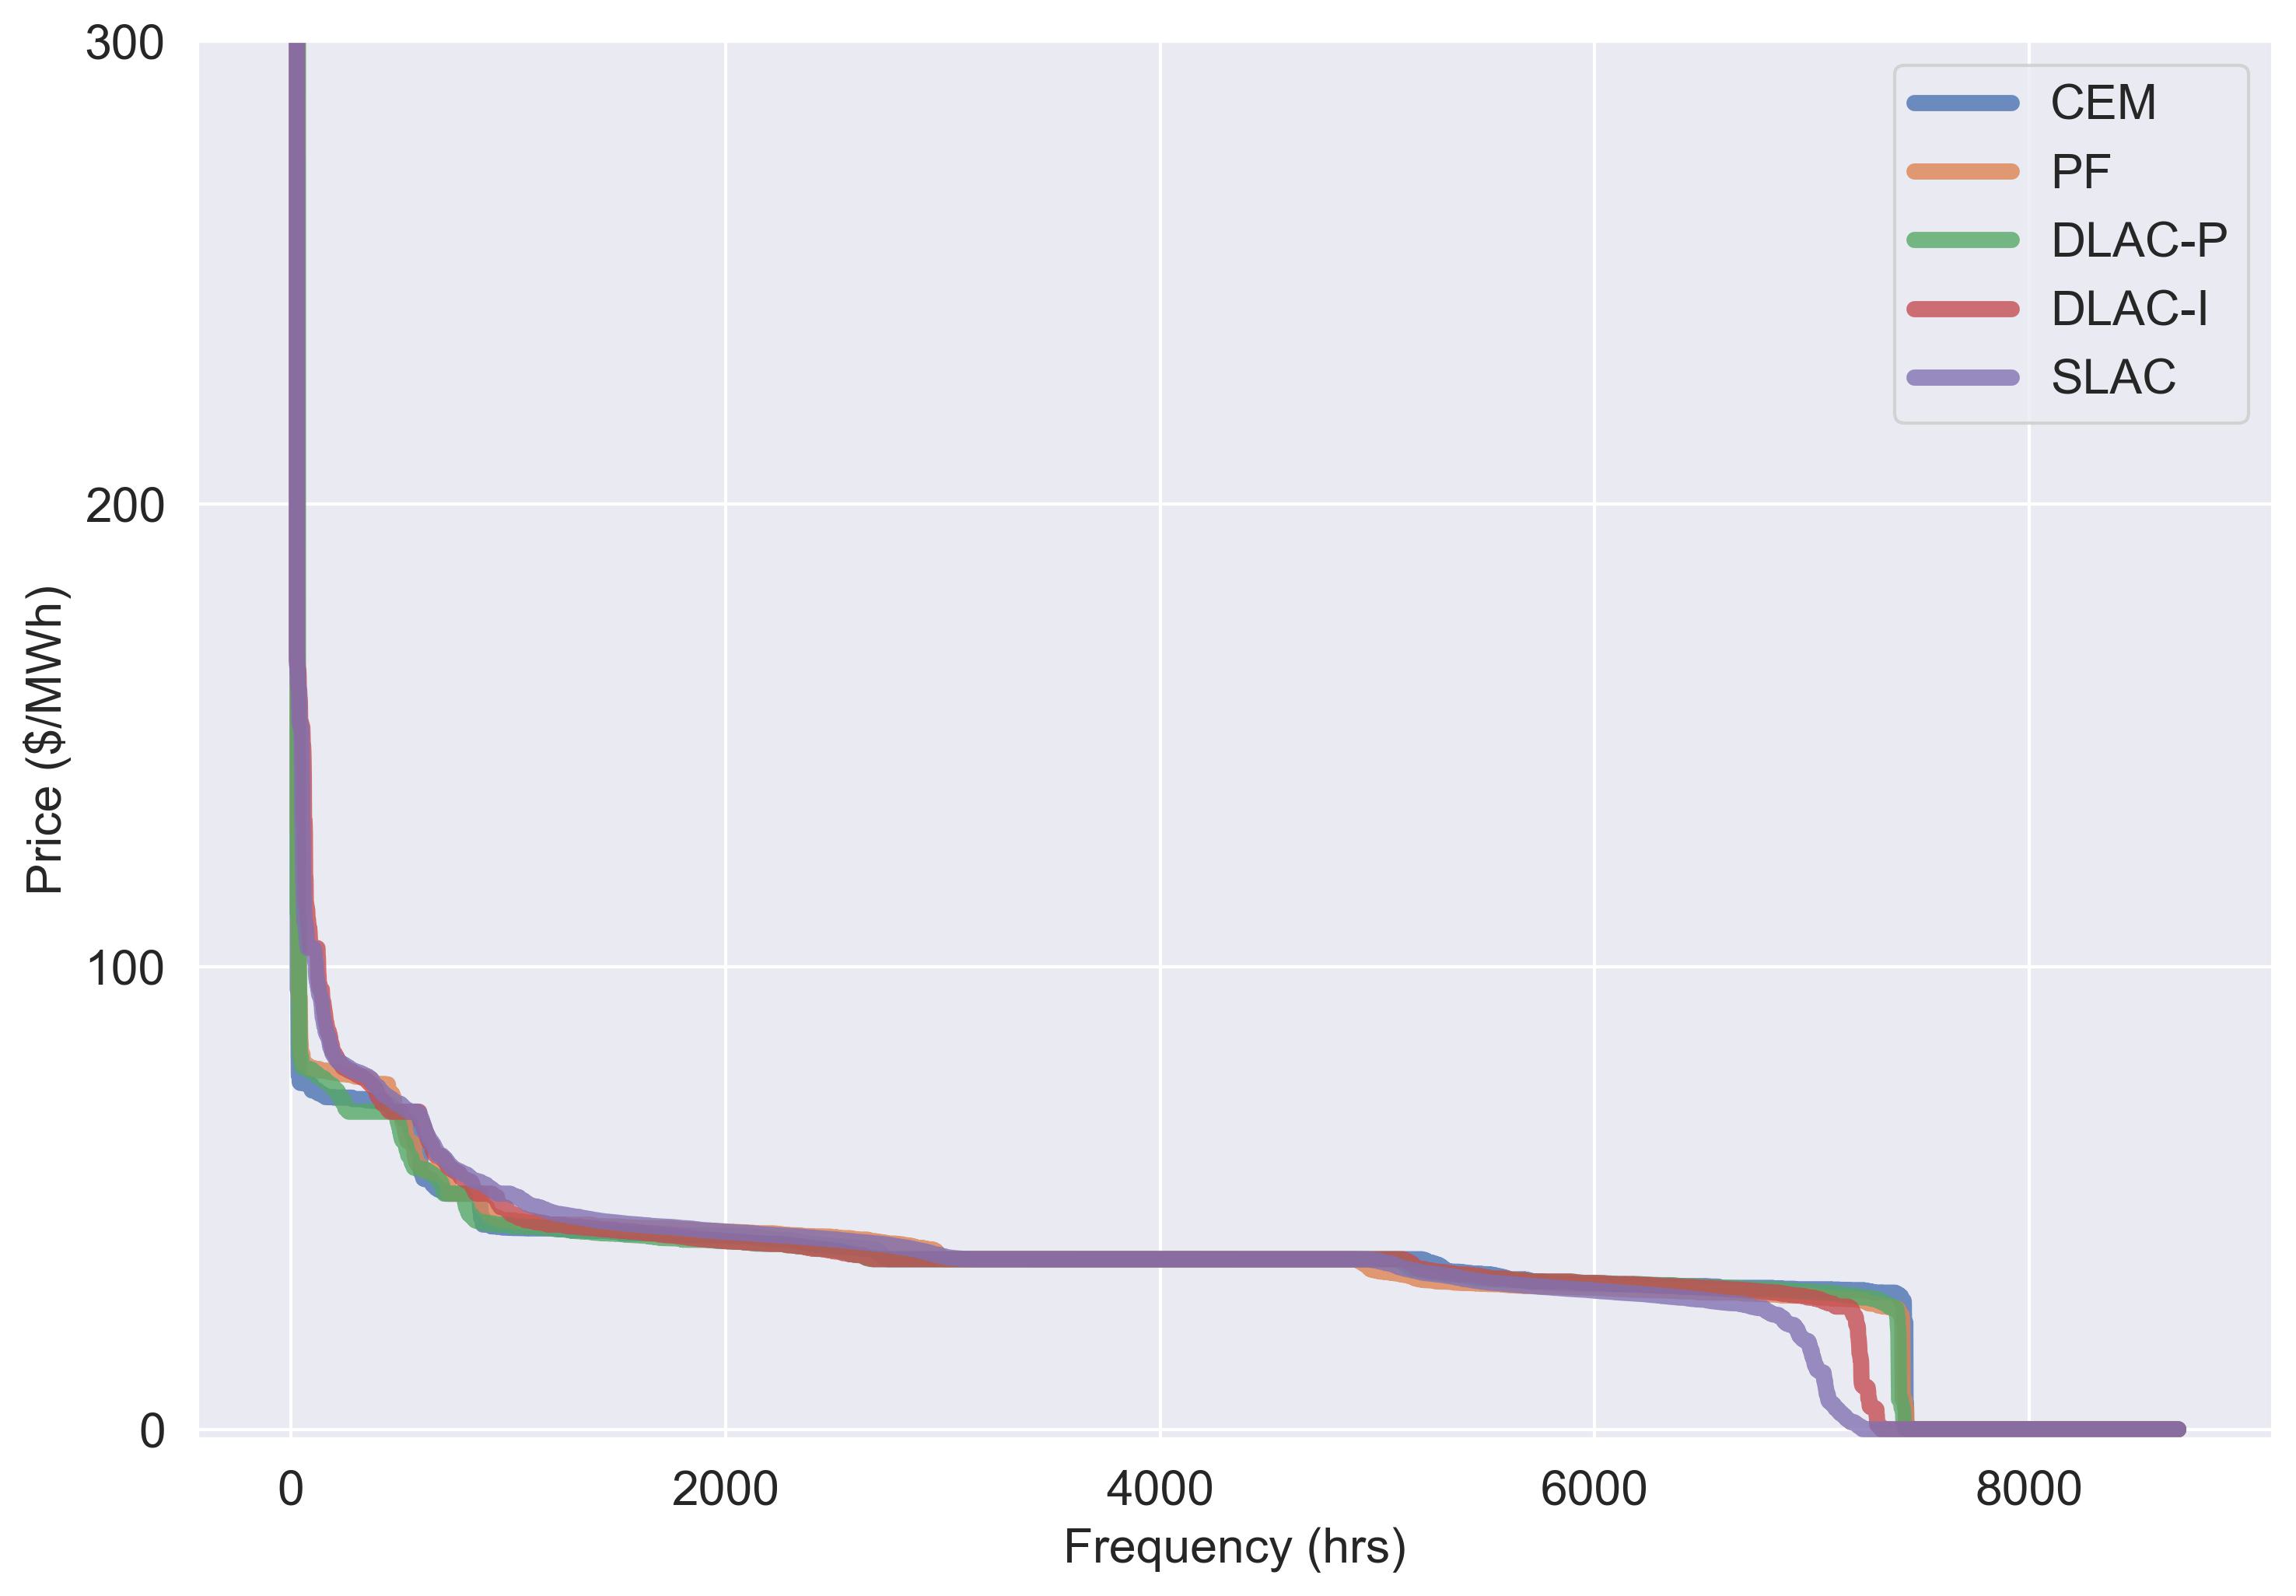 300
200
100
0
Price ($/MWh)
0
2000
4000
6000
8000
Frequency (hrs)
CEM
PF
DLAC-P
DLAC-I
SLAC